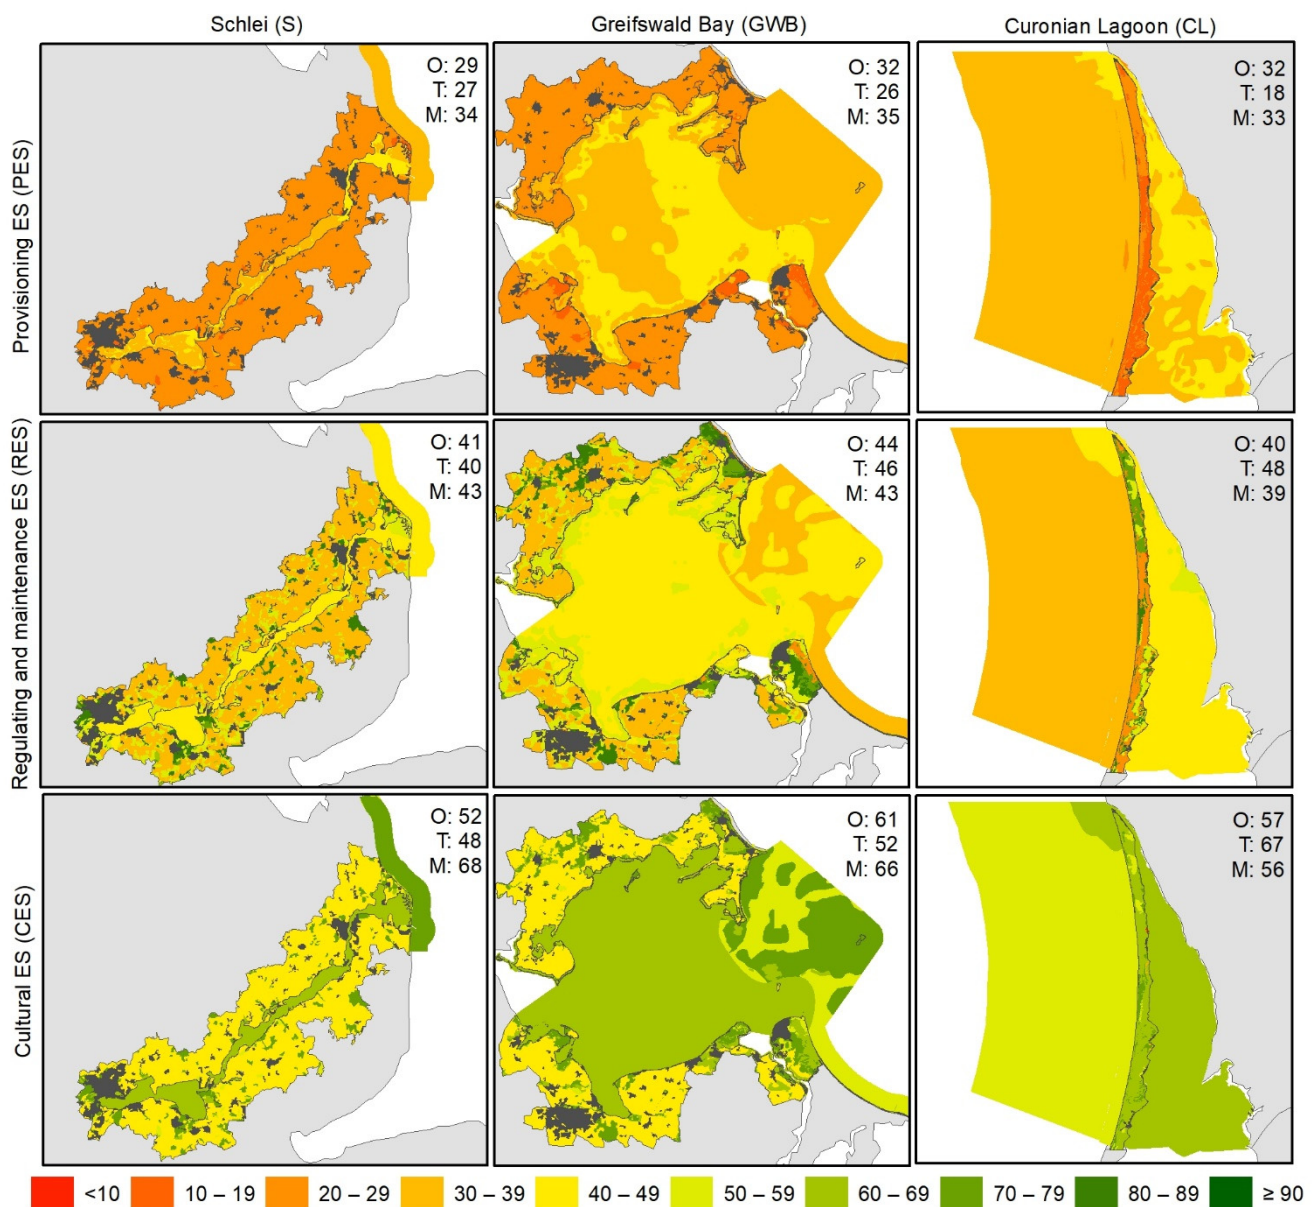 Schlei (S)
Greifswald Bay (GWB)
Curonian Lagoon (CL)
Provisioning ES (PES)
O: 29
T: 27
M: 34
O: 32
T: 26
M: 35
O: 32
T: 18
M: 33
Regulating and maintenance ES (RES)
O: 41
T: 40
M: 43
O: 44
T: 46
M: 43
O: 40
T: 48
M: 39
Cultural ES (CES)
O: 52
T: 48
M: 68
O: 61
T: 52
M: 66
O: 57
T: 67
M: 56
<10 10 – 19 20 – 29 30 – 39 40 – 49 50 – 59 60 – 69 70 – 79 80 – 89 ≥ 90